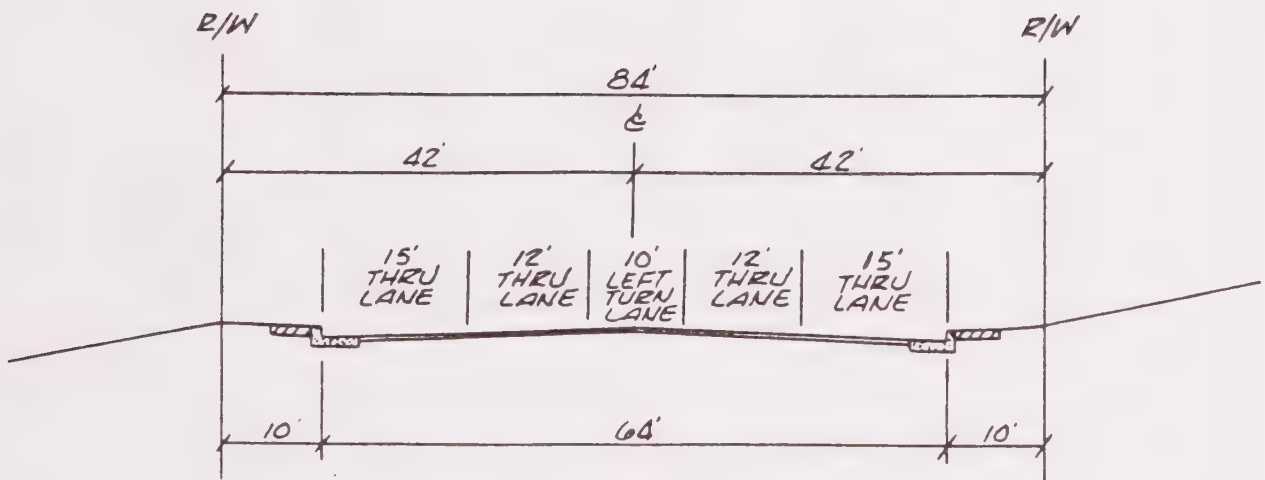 R/W
R/W
84'
℄
42'
42'
15'
THRU
LANE
12'
THRU
LANE
10'
LEFT
TURN
LANE
12'
THRU
LANE
15'
THRU
LANE
10'
64'
10'